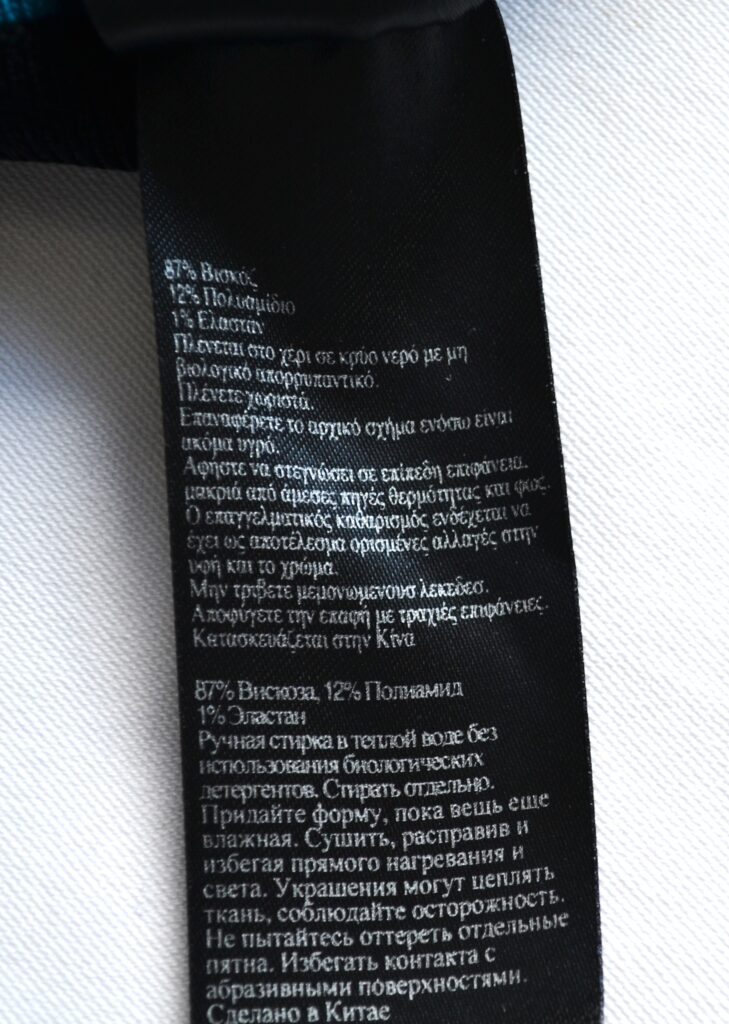 87% Βισκόζ
12% Πολυαμίδιο
1% Ελαστάν
Πλένεται στο χερι σε κρύο νερό με μη
βιολογικό απορρυπαντικό.
Πλένετε χωριστά.
Επαναφέρετε το αρχικό σχήμα ενόσω είναι
ακόμα υγρό.
Αφήστε να στεγνώσει σε επίπεδη επιφάνεια.
μακριά από άμεσες πηγές θερμότητας και φως.
Ο επαγγελματικός καθαρισμός ενδέχεται να
έχει ως αποτέλεσμα ορισμένες αλλαγές στην
υφή και το χρώμα.
Μην τρίβετε μεμονωμενουσ λεκεδεσ.
Αποφύγετε την επαφή με τραχιές επιφάνειες.
Κατασκευάζεται στην Κίνα
87% Вискоза, 12% Полиамид
1% Эластан
Ручная стирка в теплой воде без
использования биологических
детергентов. Стирать отдельно.
Придайте форму, пока вещь еще
влажная. Сушить, расправив и
избегая прямого нагревания и
света. Украшения могут цеплять
ткань, соблюдайте осторожность.
Не пытайтесь оттереть отдельные
пятна. Избегать контакта с
абразивными поверхностями.
Сделано в Китае